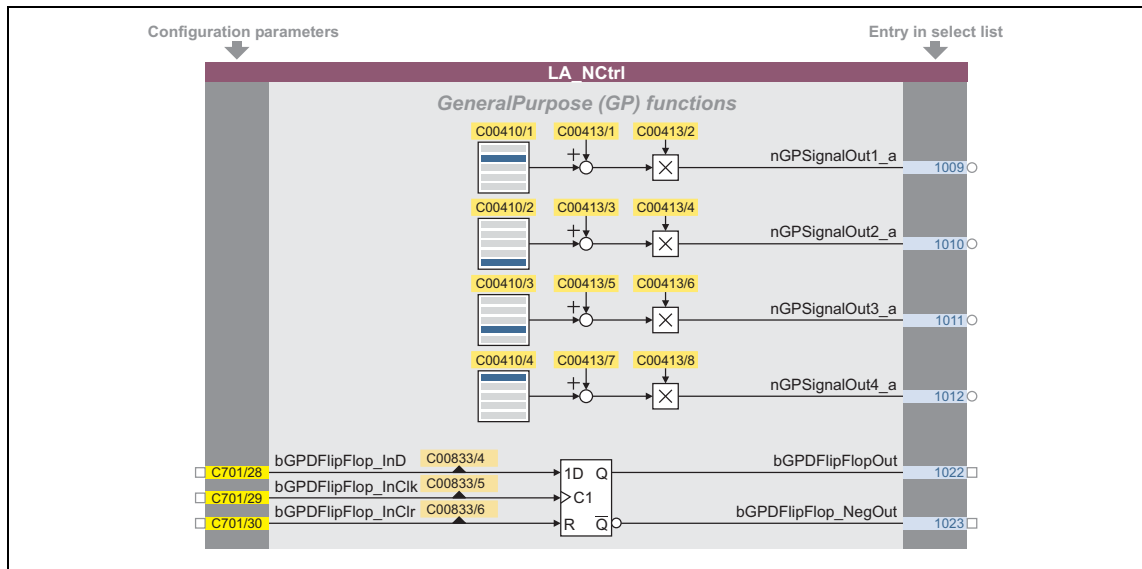 Configuration parameters Entry in select list
LA_NCtrl
GeneralPurpose (GP) functions
C00410/1 C00413/1 C00413/2
+ × nGPSignalOut1_a 1009
C00410/2 C00413/3 C00413/4
+ × nGPSignalOut2_a 1010
C00410/3 C00413/5 C00413/6
+ × nGPSignalOut3_a 1011
C00410/4 C00413/7 C00413/8
+ × nGPSignalOut4_a 1012
bGPDFlipFlop_InD C00833/4 bGPDFlipFlopOut
C701/28 1D Q 1022
bGPDFlipFlop_InClk C00833/5
C701/29 C1
bGPDFlipFlop_InClr C00833/6 bGPDFlipFlop_NegOut
C701/30 R Q̅ 1023